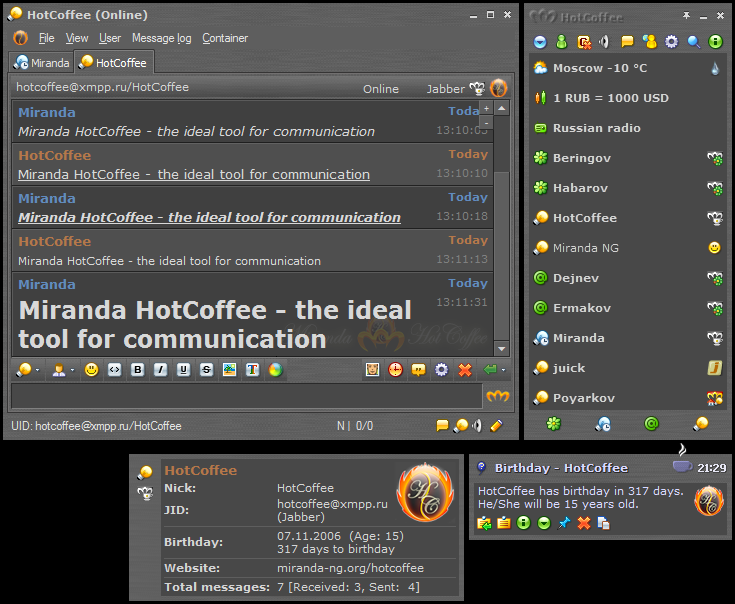 HotCoffee (Online)
File View User Message log Container
Miranda HotCoffee
hotcoffee@xmpp.ru/HotCoffee Online Jabber
Miranda Today
Miranda HotCoffee - the ideal tool for communication 13:10:03
HotCoffee Today
Miranda HotCoffee - the ideal tool for communication 13:10:10
Miranda Today
Miranda HotCoffee - the ideal tool for communication 13:10:18
HotCoffee Today
Miranda HotCoffee - the ideal tool for communication 13:11:13
Miranda Today
Miranda HotCoffee - the ideal 13:11:31
tool for communication
Miranda HotCoffee
UID: hotcoffee@xmpp.ru/HotCoffee N | 0/0
HotCoffee
Moscow -10 °C
1 RUB = 1000 USD
Russian radio
Beringov
Habarov
HotCoffee
Miranda NG
Dejnev
Ermakov
Miranda
juick
Poyarkov
HotCoffee
Nick: HotCoffee
JID: hotcoffee@xmpp.ru
(Jabber)
Birthday: 07.11.2006 (Age: 15)
317 days to birthday
Website: miranda-ng.org/hotcoffee
Total messages: 7 [Received: 3, Sent: 4]
HC
Birthday - HotCoffee 21:29
HotCoffee has birthday in 317 days.
He/She will be 15 years old.